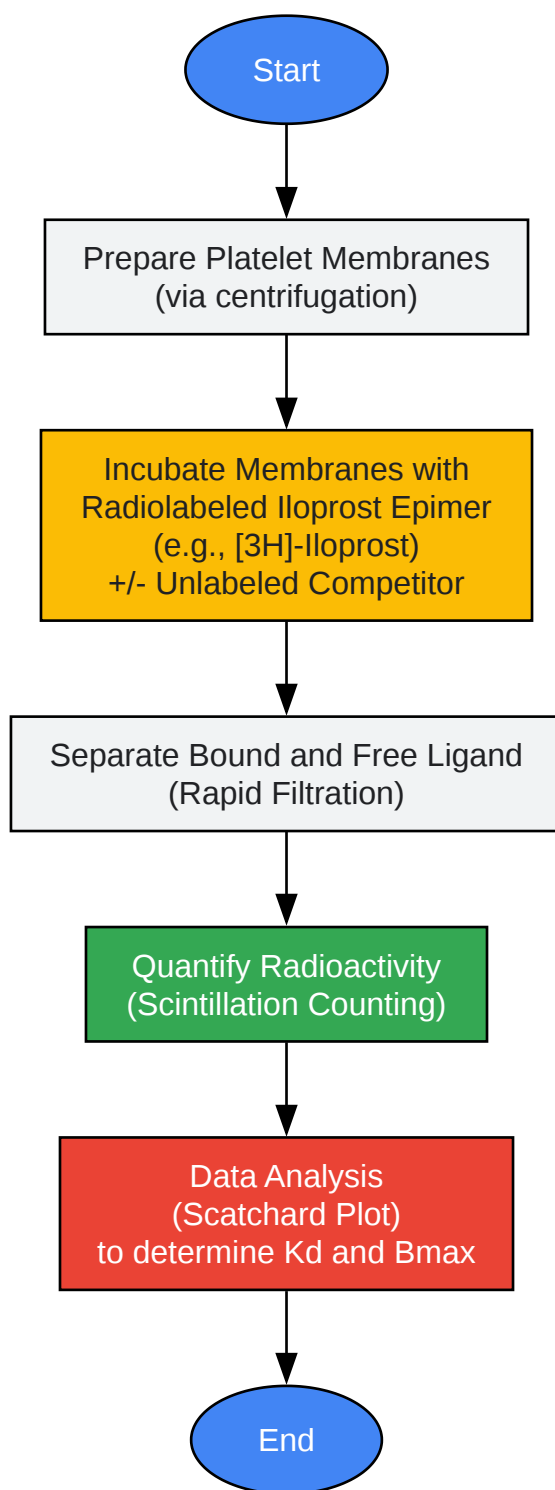 Start
Prepare Platelet Membranes
(via centrifugation)
Incubate Membranes with
Radiolabeled Iloprost Epimer
(e.g., [3H]-Iloprost)
+/- Unlabeled Competitor
Separate Bound and Free Ligand
(Rapid Filtration)
Quantify Radioactivity
(Scintillation Counting)
Data Analysis
(Scatchard Plot)
to determine Kd and Bmax
End